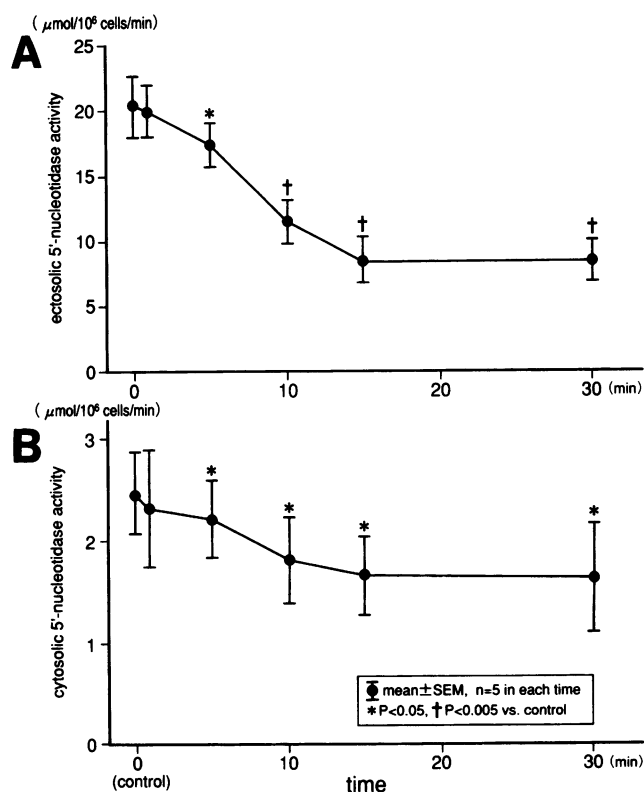 ( μmol/10⁶ cells/min)
A
ectosolic 5'-nucleotidase activity
25
20
15
10
5
0
*
†
†
†
0 10 20 30 (min)
( μmol/10⁶ cells/min)
B
cytosolic 5'-nucleotidase activity
3
2
1
0
*
*
*
*
mean±SEM, n=5 in each time
*P<0.05, †P<0.005 vs. control
0 10 20 30 (min)
(control)
time